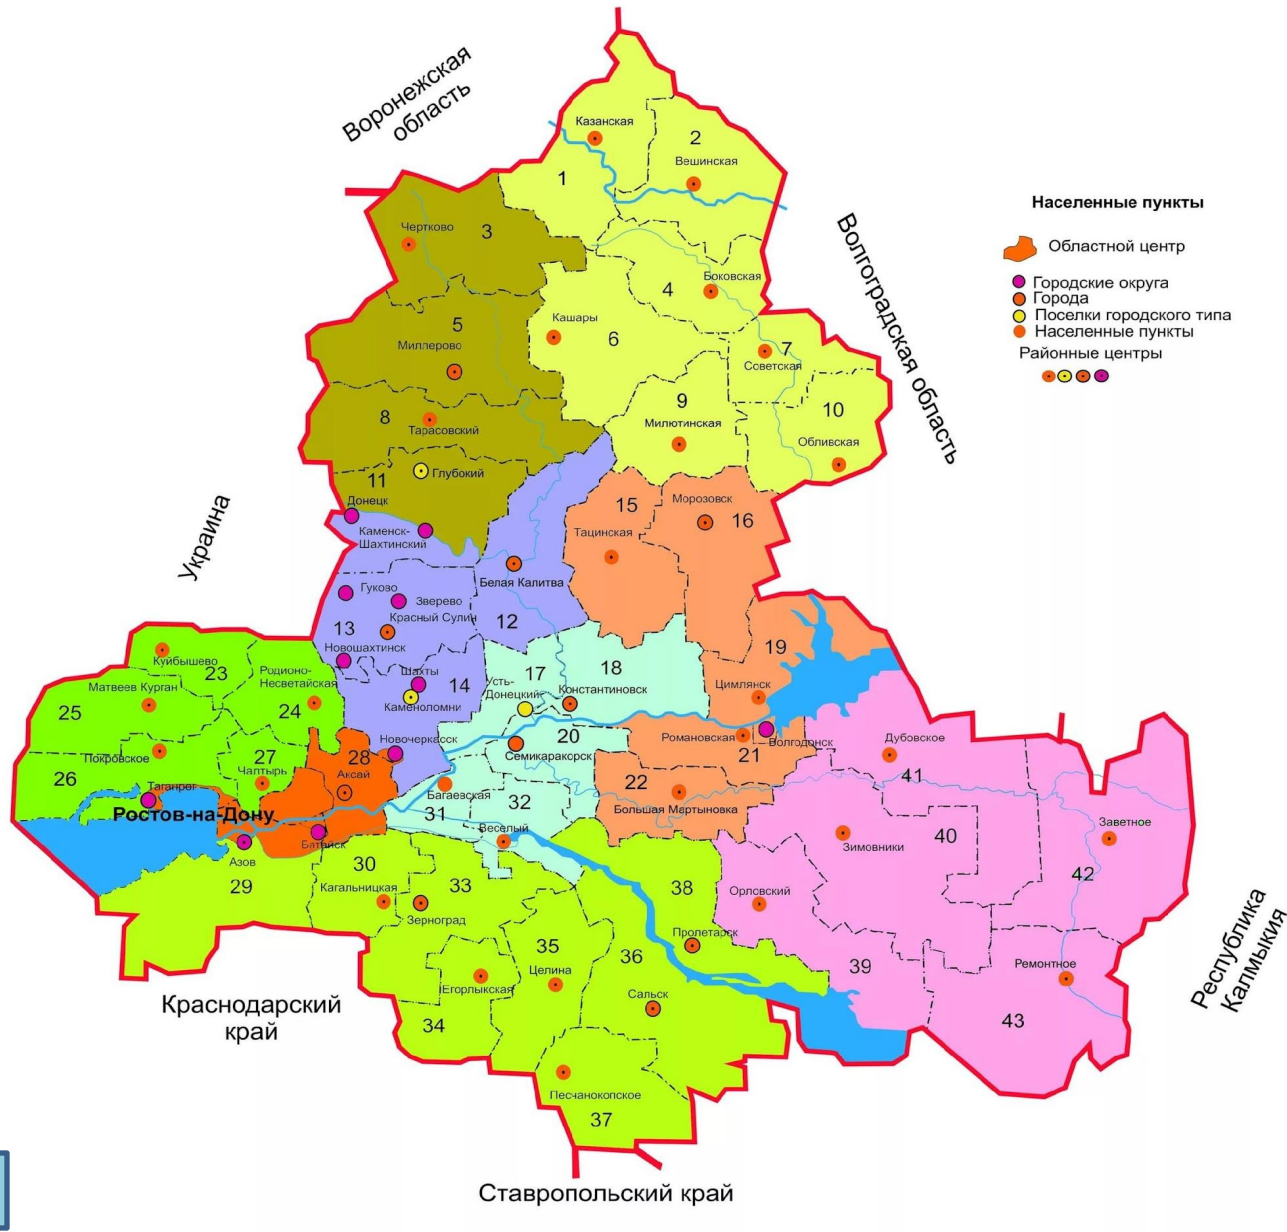 Воронежская
область
Казанская
2
Вешинская
1
Населенные пункты
Чертково
3
Волгоградская область
Областной центр
Боковская
4
Городские округа
Города
Поселки городского типа
Населенные пункты
Районные центры
5
Кашары
6
Миллерово
7
Советская
8
Тарасовский
9
Милютинская
10
Обливская
11
Глубокий
Донецк
Каменск-
Шахтинский
15
Тацинская
Морозовск
16
Украина
Белая Калитва
Гуково
Зверево
Красный Сулин
12
13
Новошахтинск
Куйбышево
23
Родионо-
Несветайская
24
Матвеев Курган
25
Шахты
14
Каменоломни
17
Усть-
Донецкий
18
Константиновск
19
Цимлянск
Покровское
26
27
Чалтырь
28
Аксай
Новочеркасск
20
Семикаракорск
Романовская
21
Волгодонск
Дубовское
41
Таганрог
Ростов-на-Дону
Багаевская
31
32
Веселый
22
Большая Мартыновка
Зимовники
40
Заветное
42
Азов
Батайск
29
30
Кагальницкая
33
Зерноград
38
Орловский
Пролетарск
35
Целина
36
Егорлыкская
34
Сальск
39
Ремонтное
43
Республика
Калмыкия
Краснодарский
край
Песчанокопское
37
Ставропольский край